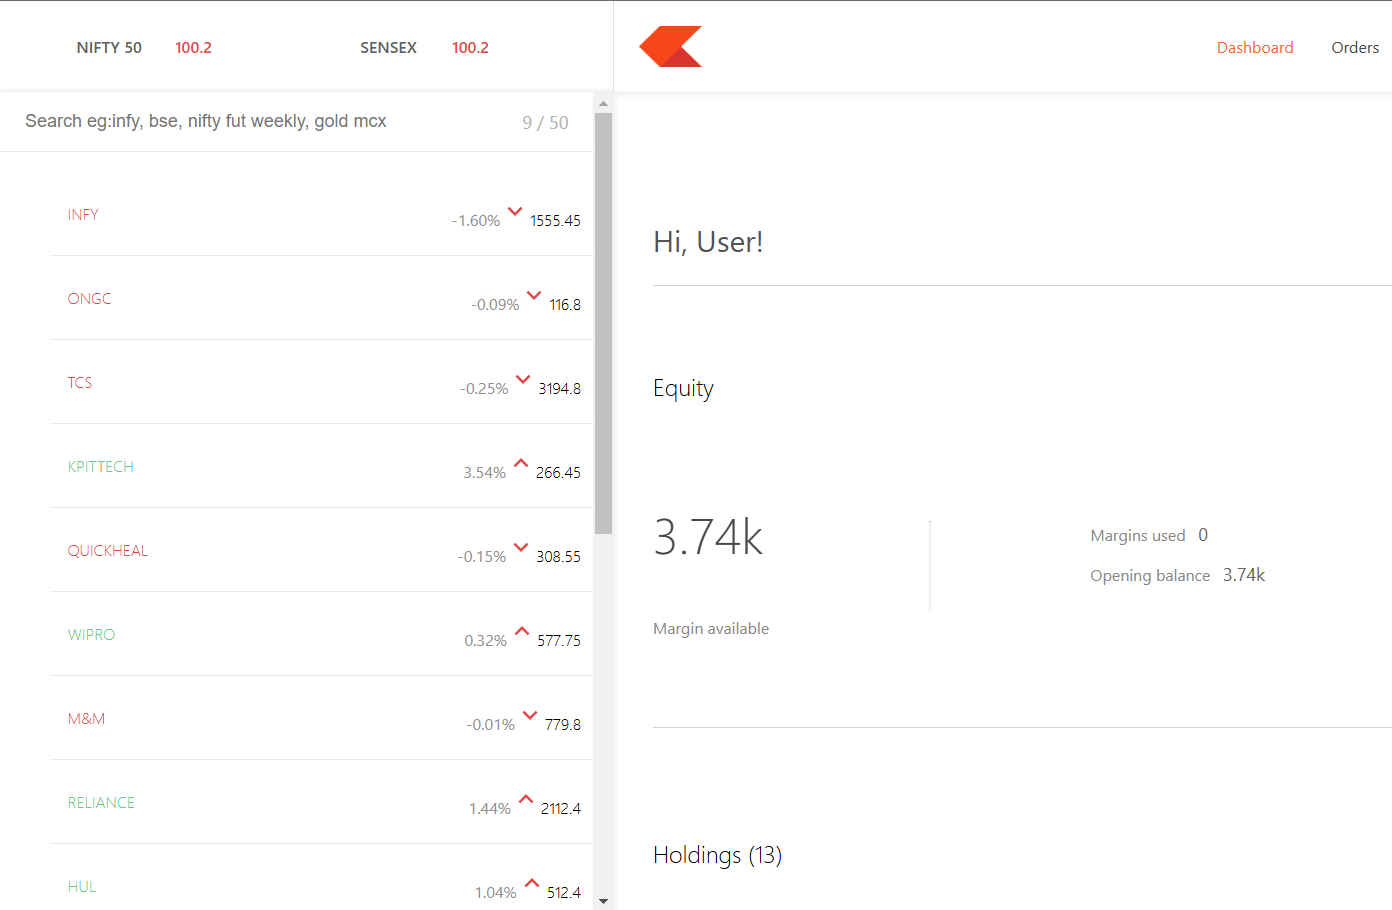 NIFTY 50 100.2 SENSEX 100.2
Dashboard Orders
Search eg:infy, bse, nifty fut weekly, gold mcx 9 / 50
INFY -1.60% 1555.45
ONGC -0.09% 116.8
TCS -0.25% 3194.8
KPITTECH 3.54% 266.45
QUICKHEAL -0.15% 308.55
WIPRO 0.32% 577.75
M&M -0.01% 779.8
RELIANCE 1.44% 2112.4
HUL 1.04% 512.4
Hi, User!
Equity
3.74k
Margin available
Margins used 0
Opening balance 3.74k
Holdings (13)